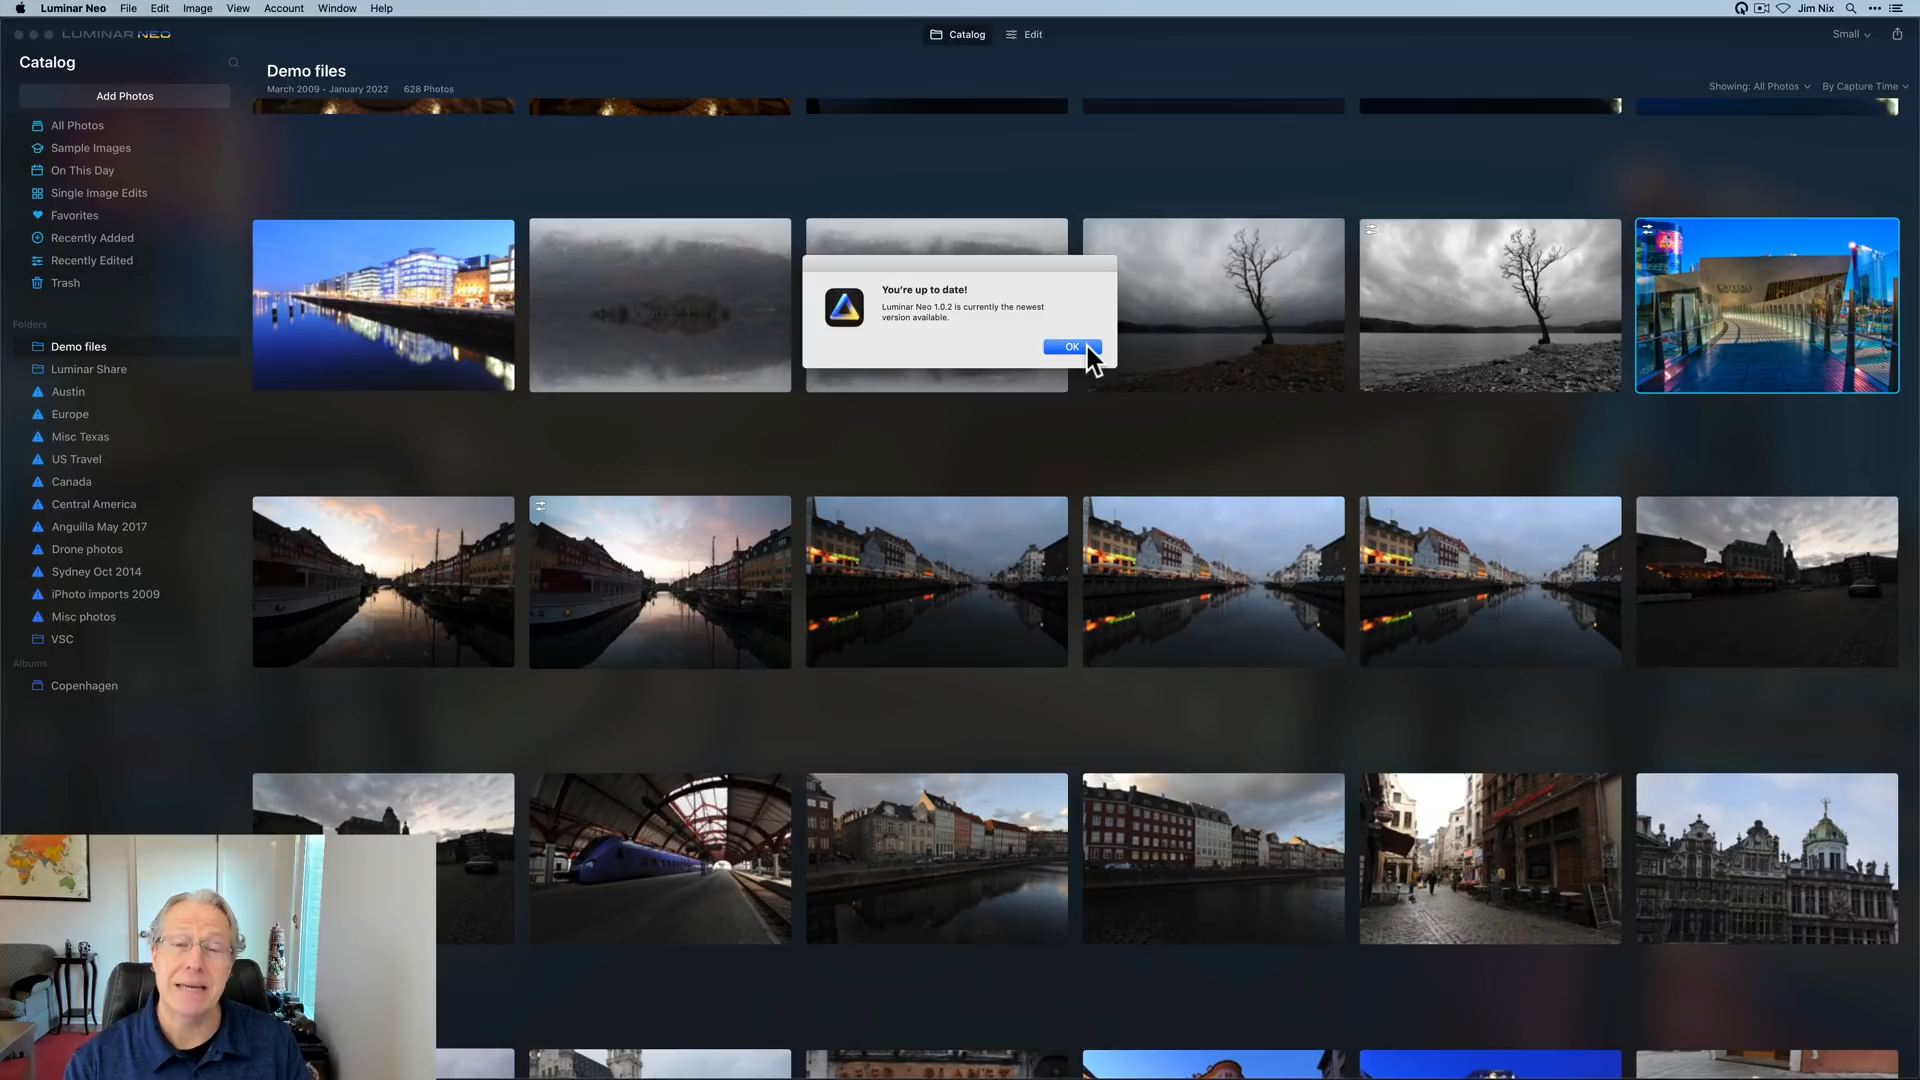 Luminar Neo File Edit Image View Account Window Help Jim Nix
LUMINAR NEO Catalog Edit Small
Catalog
Demo files
March 2009 - January 2022 628 Photos
Showing: All Photos By Capture Time
Add Photos
All Photos
Sample Images
On This Day
Single Image Edits
Favorites
Recently Added
Recently Edited
Trash
Folders
Demo files
Luminar Share
Austin
Europe
Misc Texas
US Travel
Canada
Central America
Anguilla May 2017
Drone photos
Sydney Oct 2014
iPhoto imports 2009
Misc photos
VSC
Albums
Copenhagen
You're up to date!
Luminar Neo 1.0.2 is currently the newest
version available.
OK
CRYSTALS